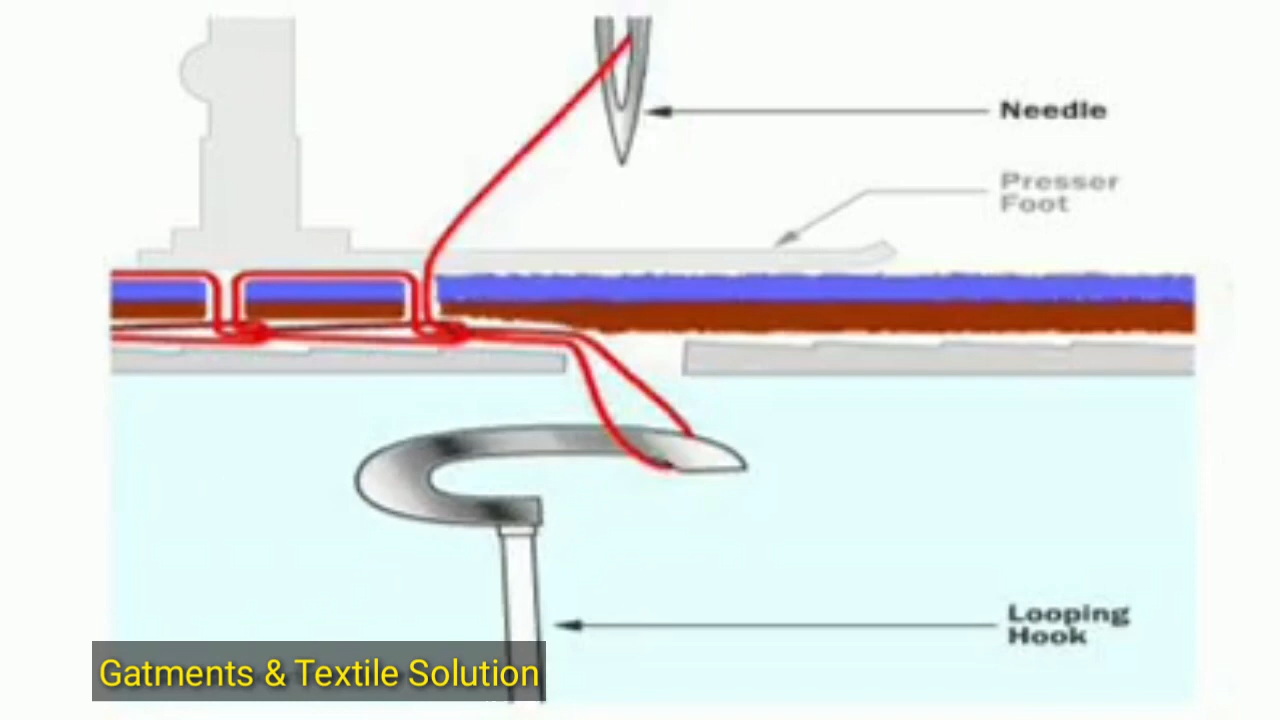 Needle
Presser
Foot
Looping
Hook
Gatments & Textile Solution